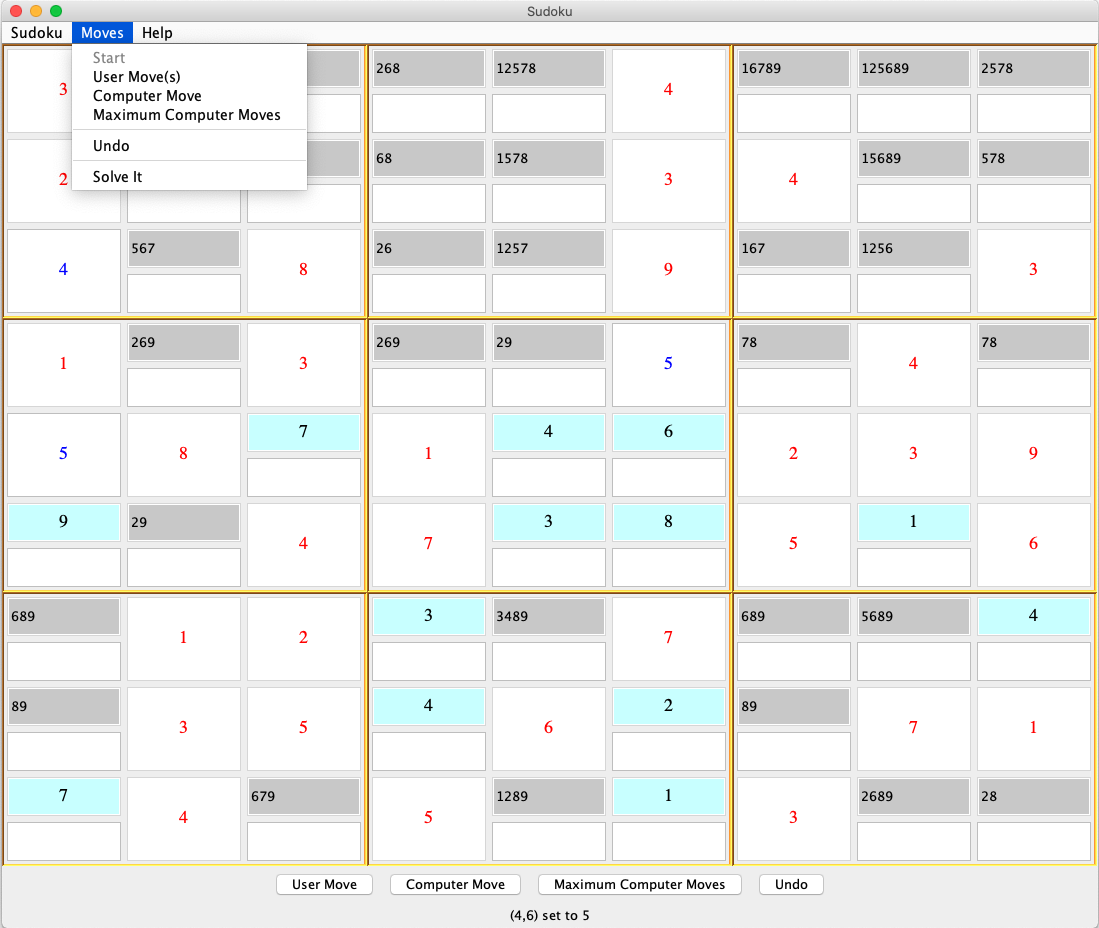 Sudoku
Sudoku Moves Help
Start
User Move(s)
Computer Move
Maximum Computer Moves
Undo
Solve It
3 268 12578 4 16789 125689 2578
2 68 1578 3 4 15689 578
4 567 8 26 1257 9 167 1256 3
1 269 3 269 29 5 78 4 78
5 8 7 1 4 6 2 3 9
9 29 4 7 3 8 5 1 6
689 1 2 3 3489 7 689 5689 4
89 3 5 4 6 2 89 7 1
7 4 679 5 1289 1 3 2689 28
User Move Computer Move Maximum Computer Moves Undo
(4,6) set to 5